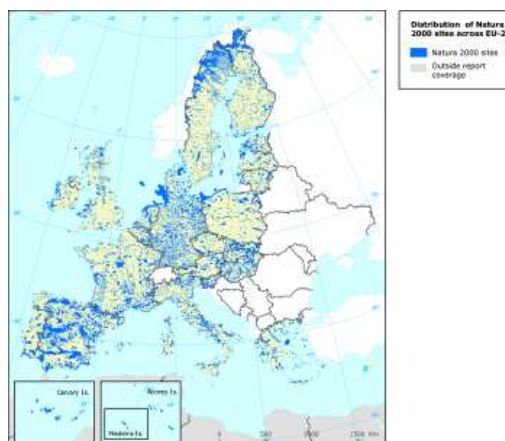 Distribution of Natura
2000 sites across EU-2
Natura 2000 sites
Outside report
coverage
Canary Is.
Azores Is.
Madeira Is.
0 500 1000 1500 Km